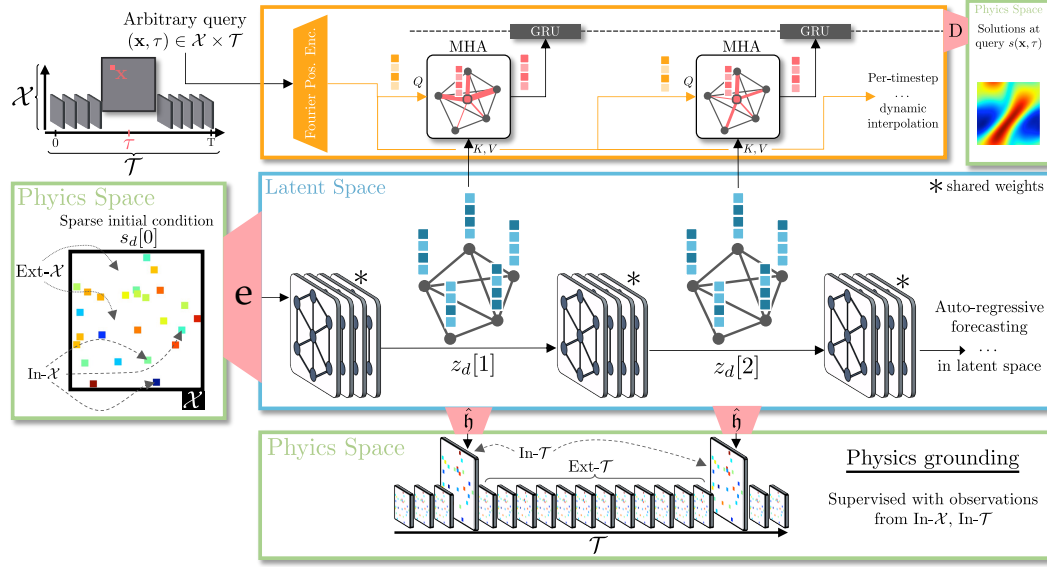 Arbitrary query
(x, τ) ∈ 𝒳 × 𝒯
𝒳
x
0
τ
T
𝒯
Fourier Pos. Enc.
Q
MHA
K, V
GRU
Q
MHA
K, V
GRU
Per-timestep
...
dynamic
interpolation
D
Phyics Space
Solutions at
query s(x, τ)
Phyics Space
Sparse initial condition
s_d[0]
Ext-𝒳
In-𝒳
𝒳
e
Latent Space
* shared weights
*
z_d[1]
*
z_d[2]
*
Auto-regressive
forecasting
...
in latent space
𝔥̂
𝔥̂
Phyics Space
In-𝒯
Ext-𝒯
𝒯
Physics grounding
Supervised with observations
from In-𝒳, In-𝒯